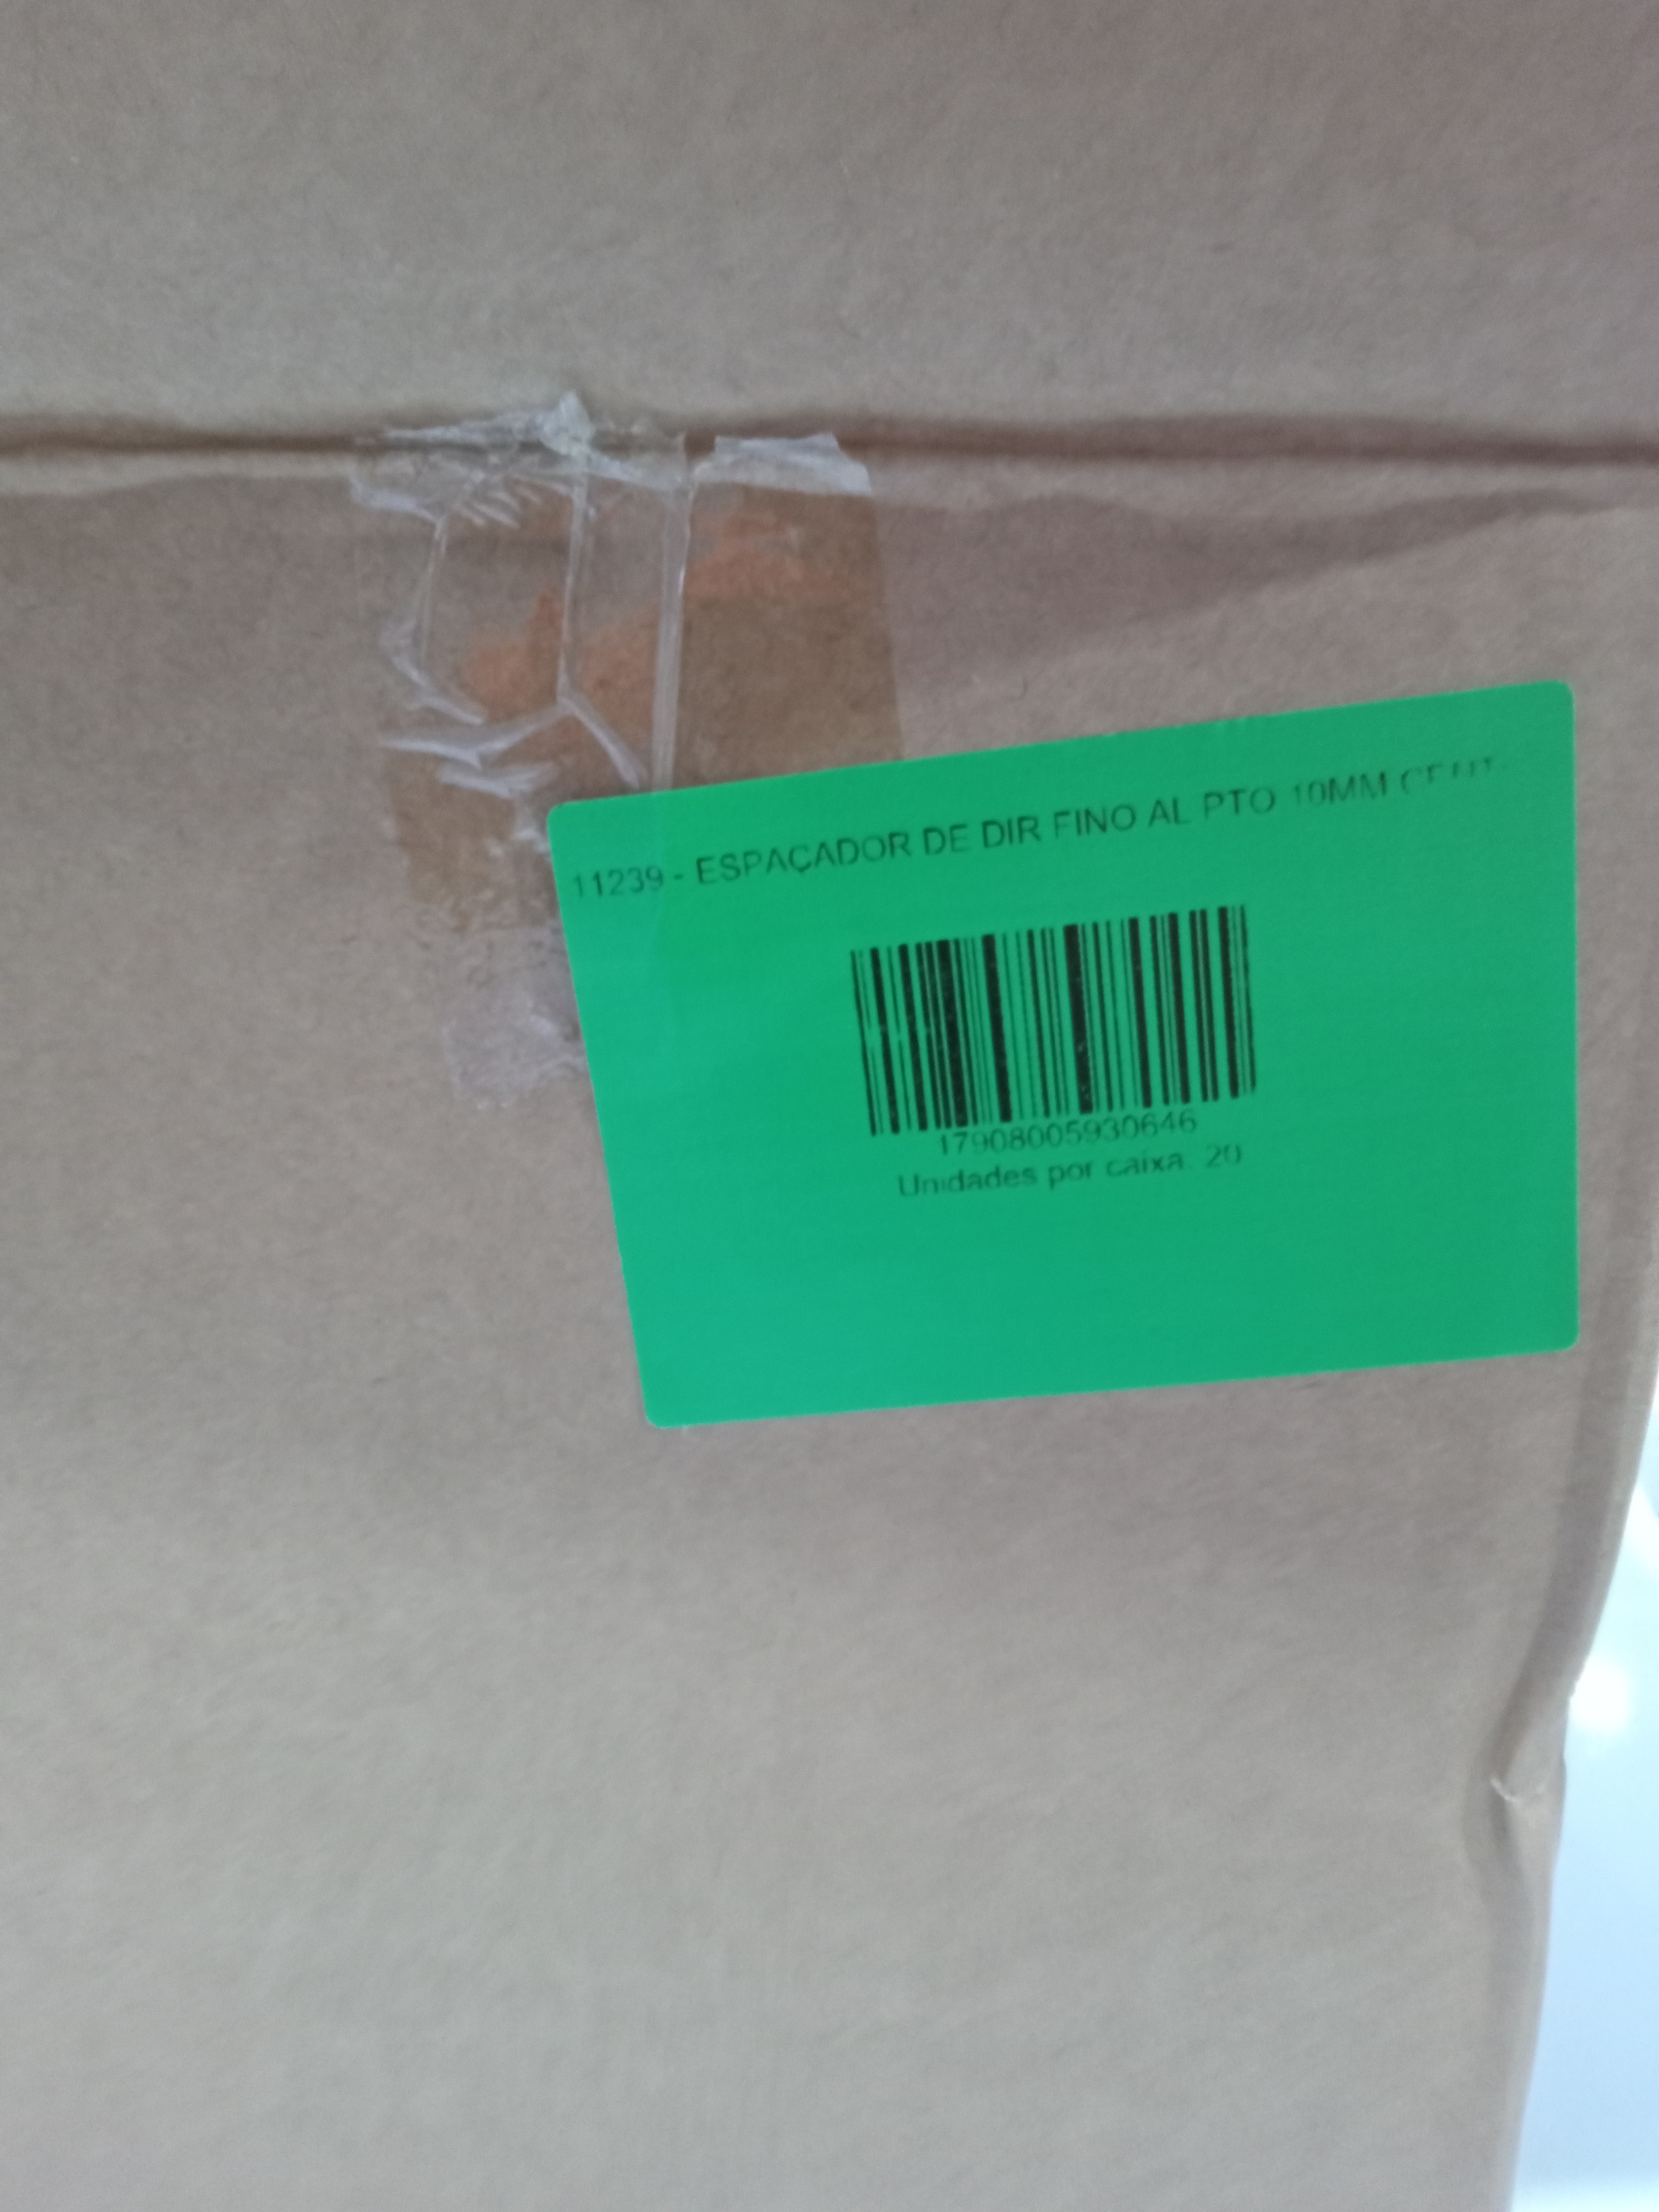 11239 - ESPAÇADOR DE DIR FINO AL PTO 10MM
17908005930646
Unidades por caixa: 20